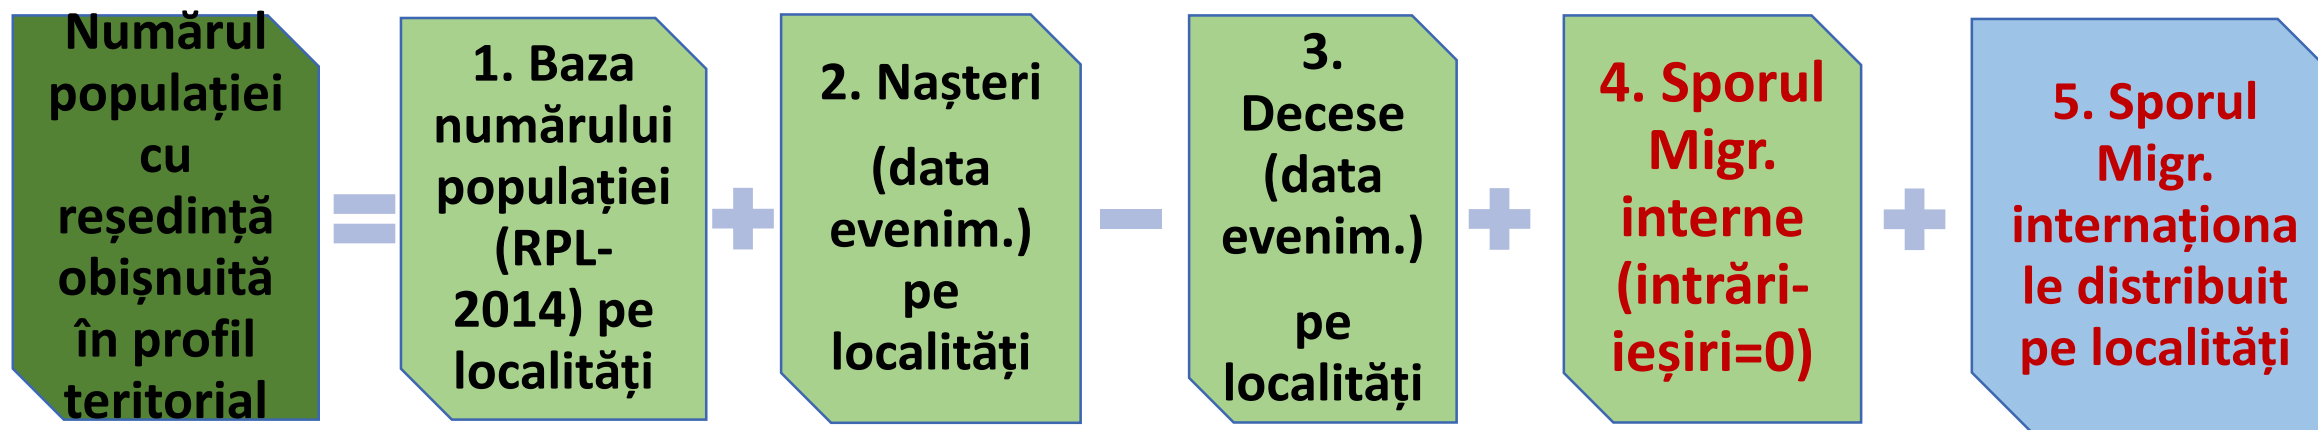 Numărul
populației
cu
reședință
obișnuită
în profil
teritorial
=
1. Baza
numărului
populației
(RPL-
2014) pe
localități
+
2. Nașteri
(data
evenim.)
pe
localități
−
3.
Decese
(data
evenim.)
pe
localități
+
4. Sporul
Migr.
interne
(intrări-
ieșiri=0)
+
5. Sporul
Migr.
internaționa
le distribuit
pe localități